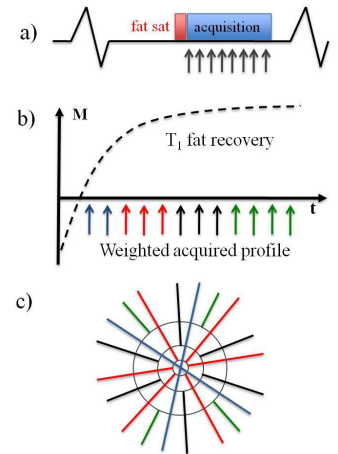 a)
fat sat
acquisition
b)
M
T₁ fat recovery
t
Weighted acquired profile
c)